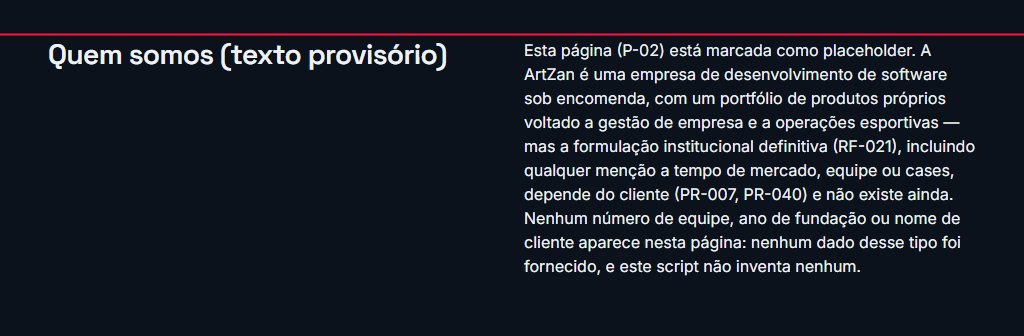 Quem somos (texto provisório)
Esta página (P-02) está marcada como placeholder. A
ArtZan é uma empresa de desenvolvimento de software
sob encomenda, com um portfólio de produtos próprios
voltado a gestão de empresa e a operações esportivas —
mas a formulação institucional definitiva (RF-021), incluindo
qualquer menção a tempo de mercado, equipe ou cases,
depende do cliente (PR-007, PR-040) e não existe ainda.
Nenhum número de equipe, ano de fundação ou nome de
cliente aparece nesta página: nenhum dado desse tipo foi
fornecido, e este script não inventa nenhum.